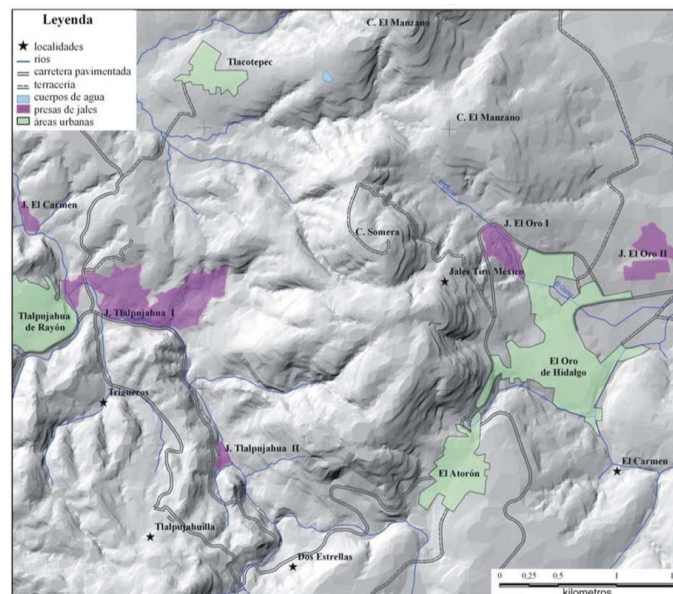 Leyenda
localidades
rios
carretera pavimentada
terracería
cuerpos de agua
presas de jales
áreas urbanas
C. El Manzano
Tlacotepec
C. El Manzano
J. El Carmen
C. Somera
J. El Oro I
J. El Oro II
Jales Tiro México
J. Tlalpujahua I
Tlalpujahua
de Rayón
El Oro
de Hidalgo
Trigueros
J. Tlalpujahua II
El Atorón
El Carmen
Tlalpujahuilla
Dos Estrellas
0 0,25 0,5 1
kilometros